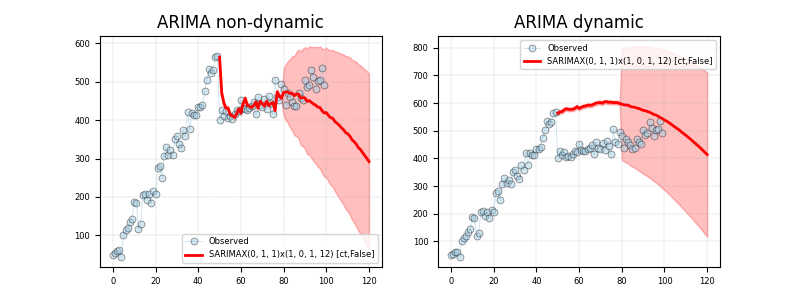 ARIMA non-dynamic
600
500
400
300
200
100
0 20 40 60 80 100 120
Observed
SARIMAX(0, 1, 1)x(1, 0, 1, 12) [ct,False]
ARIMA dynamic
800
700
600
500
400
300
200
100
0 20 40 60 80 100 120
Observed
SARIMAX(0, 1, 1)x(1, 0, 1, 12) [ct,False]